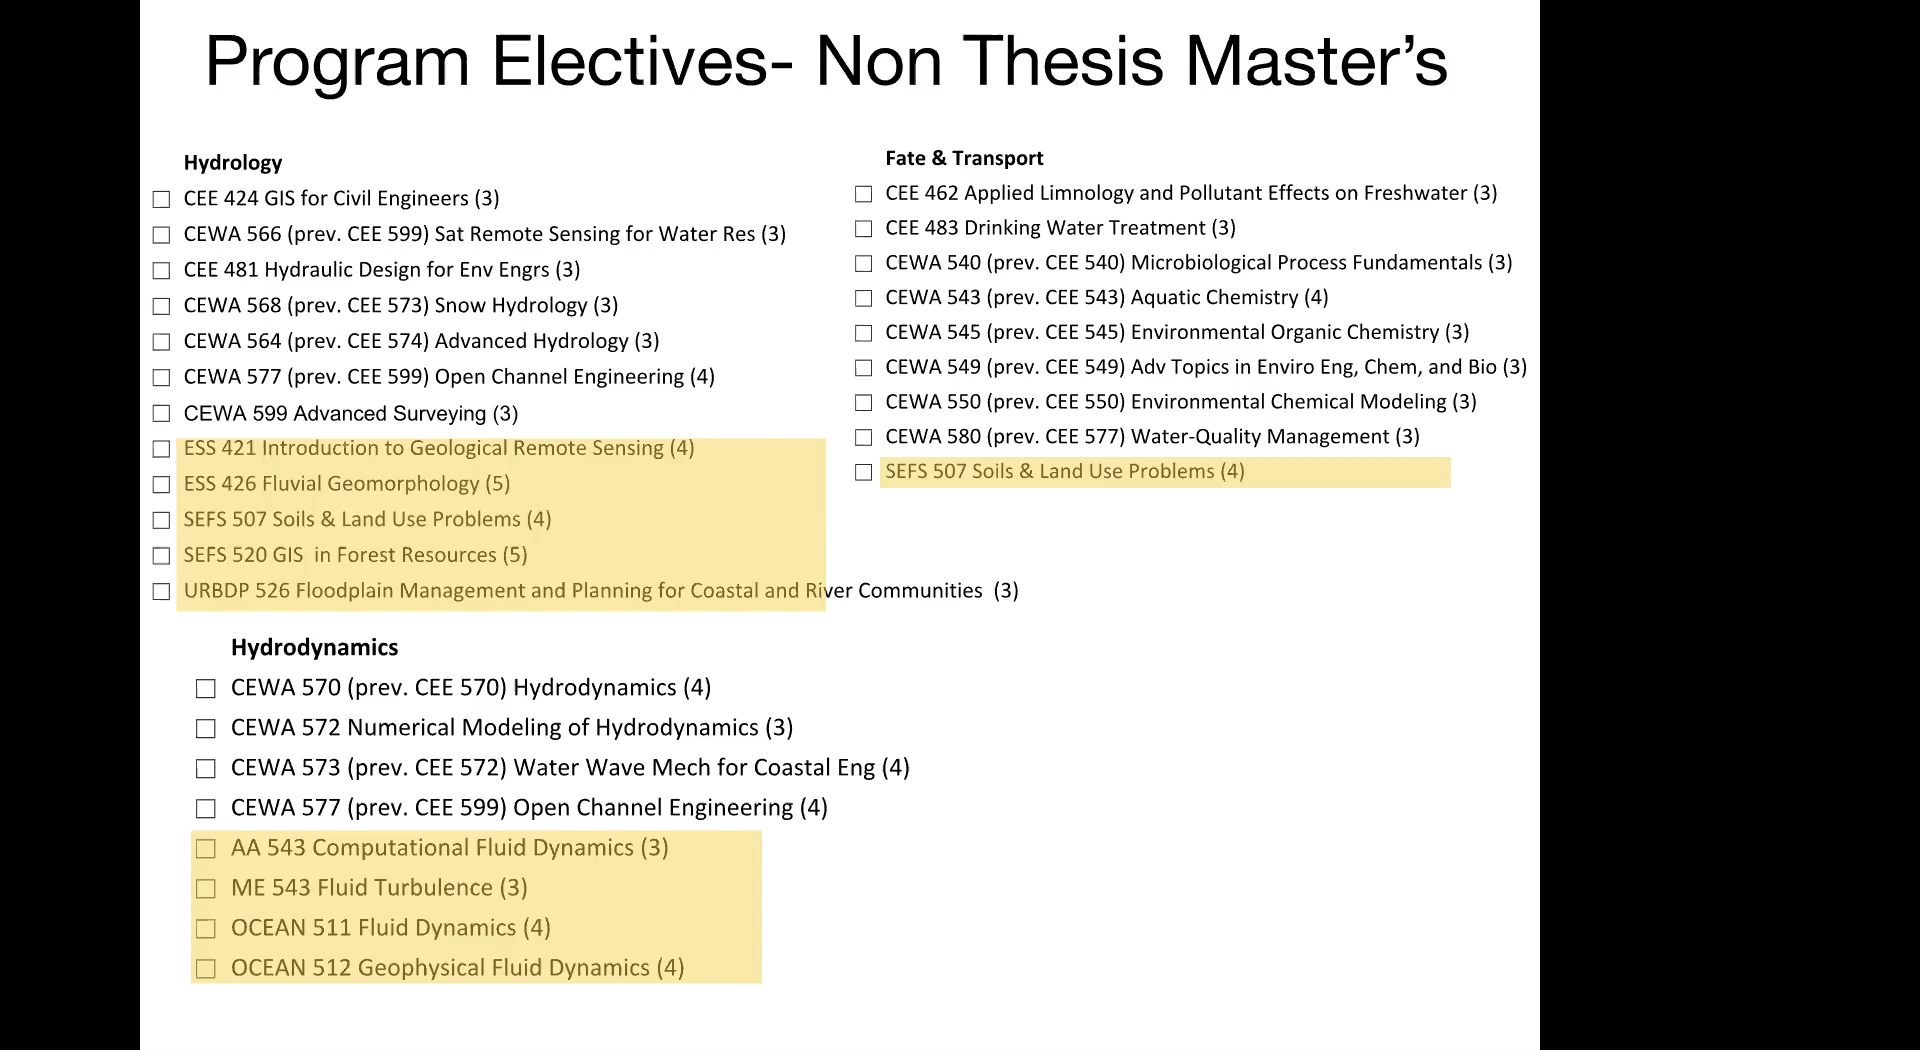 Program Electives- Non Thesis Master’s
Hydrology
CEE 424 GIS for Civil Engineers (3)
CEWA 566 (prev. CEE 599) Sat Remote Sensing for Water Res (3)
CEE 481 Hydraulic Design for Env Engrs (3)
CEWA 568 (prev. CEE 573) Snow Hydrology (3)
CEWA 564 (prev. CEE 574) Advanced Hydrology (3)
CEWA 577 (prev. CEE 599) Open Channel Engineering (4)
CEWA 599 Advanced Surveying (3)
ESS 421 Introduction to Geological Remote Sensing (4)
ESS 426 Fluvial Geomorphology (5)
SEFS 507 Soils & Land Use Problems (4)
SEFS 520 GIS in Forest Resources (5)
URBDP 526 Floodplain Management and Planning for Coastal and River Communities (3)
Fate & Transport
CEE 462 Applied Limnology and Pollutant Effects on Freshwater (3)
CEE 483 Drinking Water Treatment (3)
CEWA 540 (prev. CEE 540) Microbiological Process Fundamentals (3)
CEWA 543 (prev. CEE 543) Aquatic Chemistry (4)
CEWA 545 (prev. CEE 545) Environmental Organic Chemistry (3)
CEWA 549 (prev. CEE 549) Adv Topics in Enviro Eng, Chem, and Bio (3)
CEWA 550 (prev. CEE 550) Environmental Chemical Modeling (3)
CEWA 580 (prev. CEE 577) Water-Quality Management (3)
SEFS 507 Soils & Land Use Problems (4)
Hydrodynamics
CEWA 570 (prev. CEE 570) Hydrodynamics (4)
CEWA 572 Numerical Modeling of Hydrodynamics (3)
CEWA 573 (prev. CEE 572) Water Wave Mech for Coastal Eng (4)
CEWA 577 (prev. CEE 599) Open Channel Engineering (4)
AA 543 Computational Fluid Dynamics (3)
ME 543 Fluid Turbulence (3)
OCEAN 511 Fluid Dynamics (4)
OCEAN 512 Geophysical Fluid Dynamics (4)